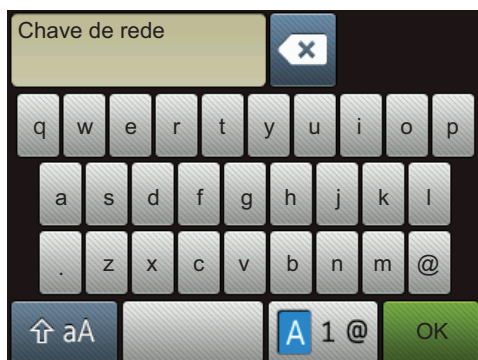 Chave de rede
q w e r t y u i o p
a s d f g h j k l
. z x c v b n m @
aA A 1 @ OK